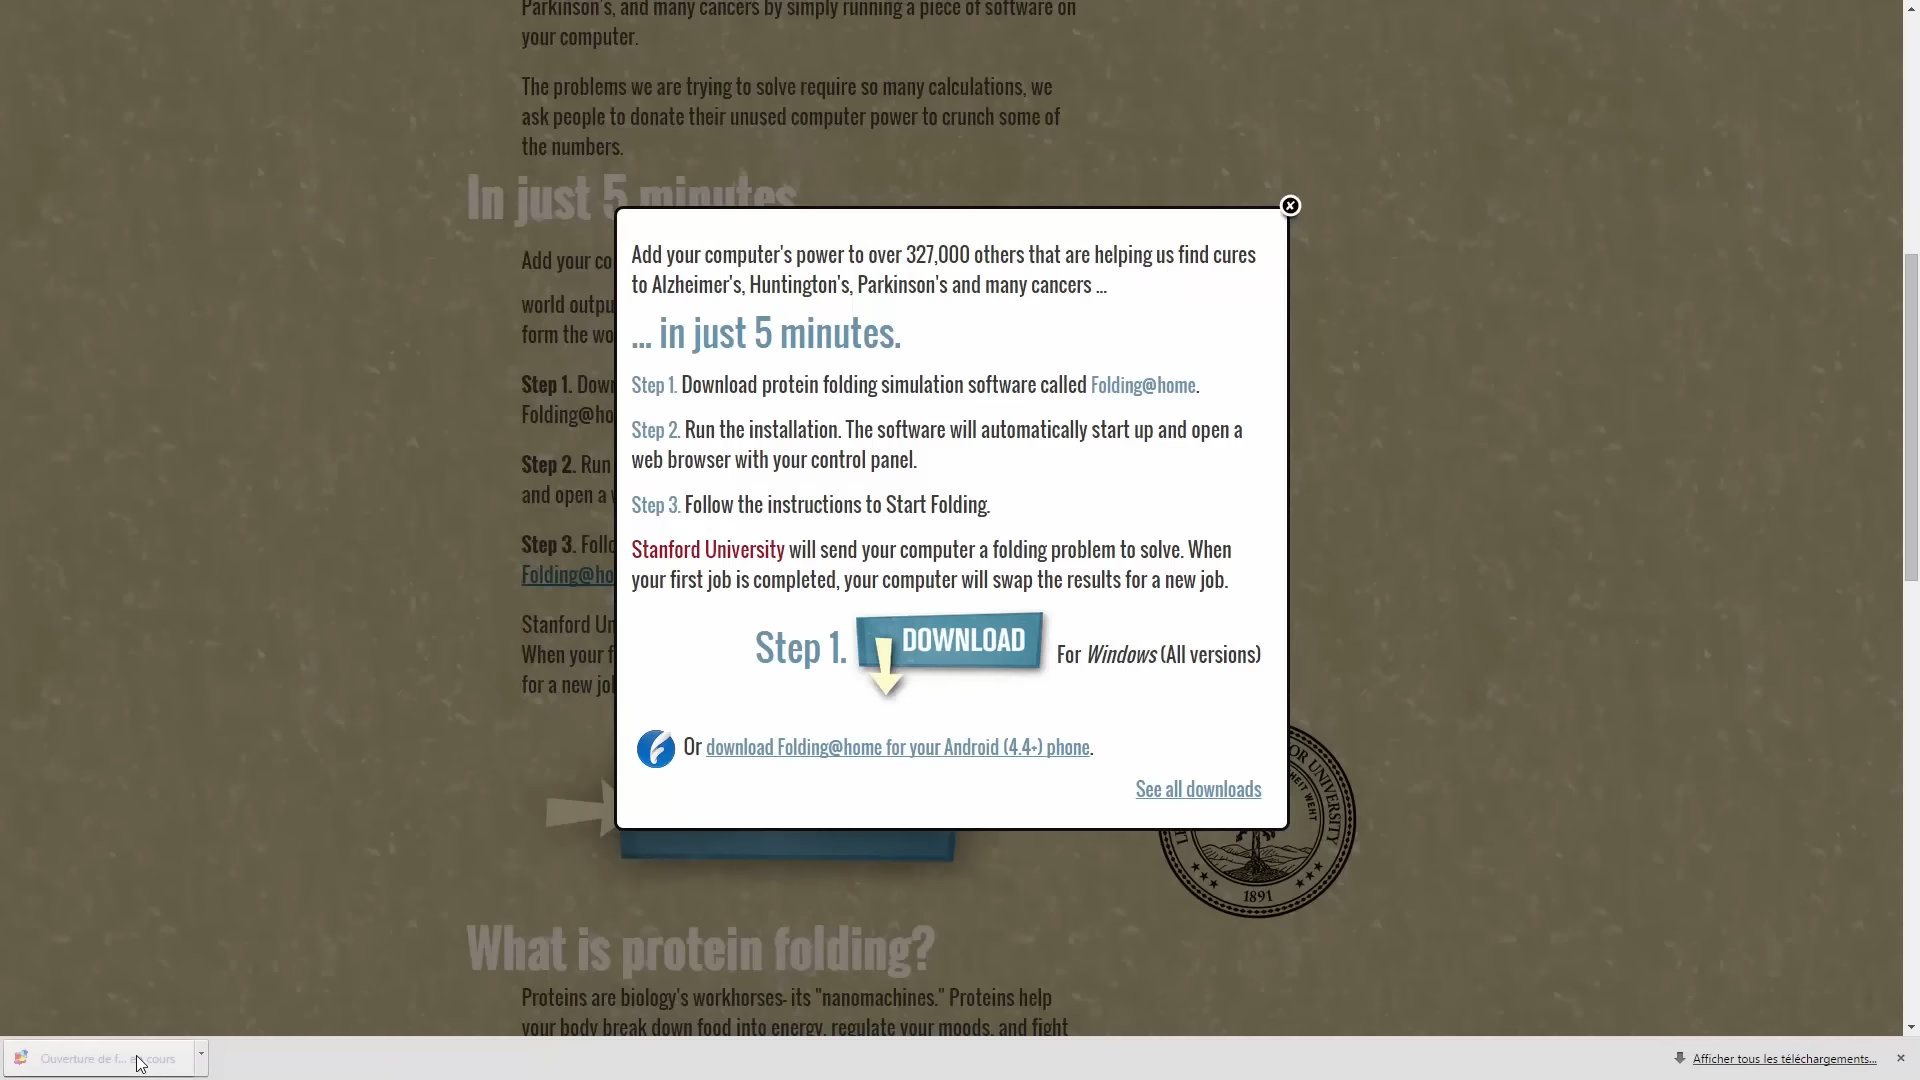 Parkinson's, and many cancers by simply running a piece of software on
your computer.
The problems we are trying to solve require so many calculations, we
ask people to donate their unused computer power to crunch some of
the numbers.
In just 5 minutes
Add your co
world outpu
form the wo
Step 1. Down
Folding@ho
Step 2. Run
and open a w
Step 3. Follo
Folding@ho
Stanford Un
When your f
for a new jol
Add your computer's power to over 327,000 others that are helping us find cures
to Alzheimer's, Huntington's, Parkinson's and many cancers ...
... in just 5 minutes.
Step 1. Download protein folding simulation software called Folding@home.
Step 2. Run the installation. The software will automatically start up and open a
web browser with your control panel.
Step 3. Follow the instructions to Start Folding.
Stanford University will send your computer a folding problem to solve. When
your first job is completed, your computer will swap the results for a new job.
Step 1. DOWNLOAD For Windows (All versions)
Or download Folding@home for your Android (4.4+) phone.
See all downloads
OR UNIVERSITY
HEIT WEHT
1891
What is protein folding?
Proteins are biology's workhorses- its "nanomachines." Proteins help
your body break down food into energy, regulate your moods, and fight
Ouverture de f... en cours
Afficher tous les téléchargements...